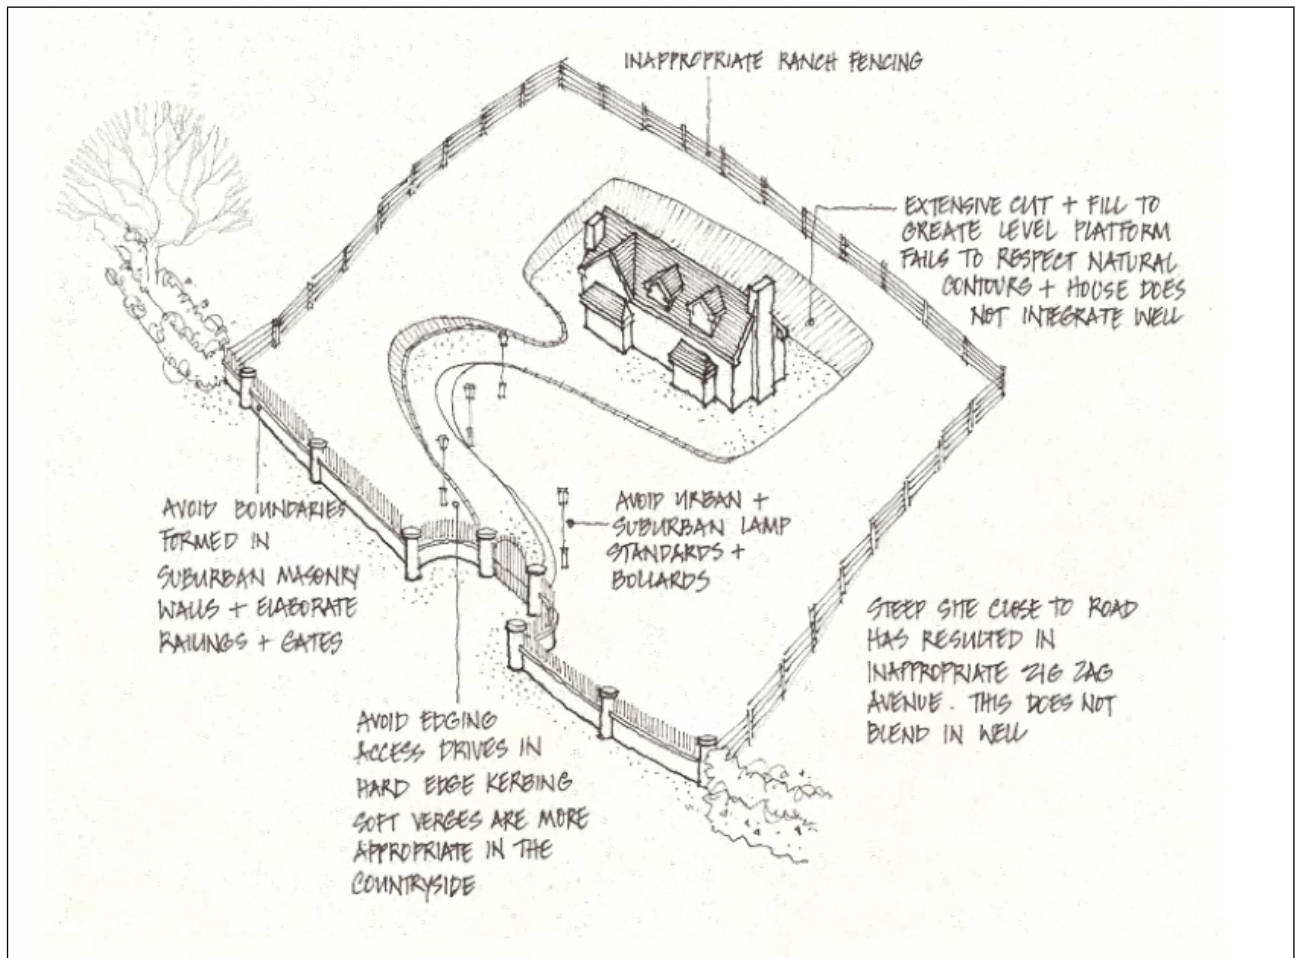 INAPPROPRIATE RANCH FENCING
EXTENSIVE CUT + FILL TO
CREATE LEVEL PLATFORM
FAILS TO RESPECT NATURAL
CONTOURS + HOUSE DOES
NOT INTEGRATE WELL
AVOID BOUNDARIES
FORMED IN
SUBURBAN MASONRY
WALLS + ELABORATE
RAILINGS + GATES
AVOID URBAN +
SUBURBAN LAMP
STANDARDS +
BOLLARDS
STEEP SITE CLOSE TO ROAD
HAS RESULTED IN
INAPPROPRIATE ZIG ZAG
AVENUE. THIS DOES NOT
BLEND IN WELL
AVOID EDGING
ACCESS DRIVES IN
HARD EDGE KERBING
SOFT VERGES ARE MORE
APPROPRIATE IN THE
COUNTRYSIDE